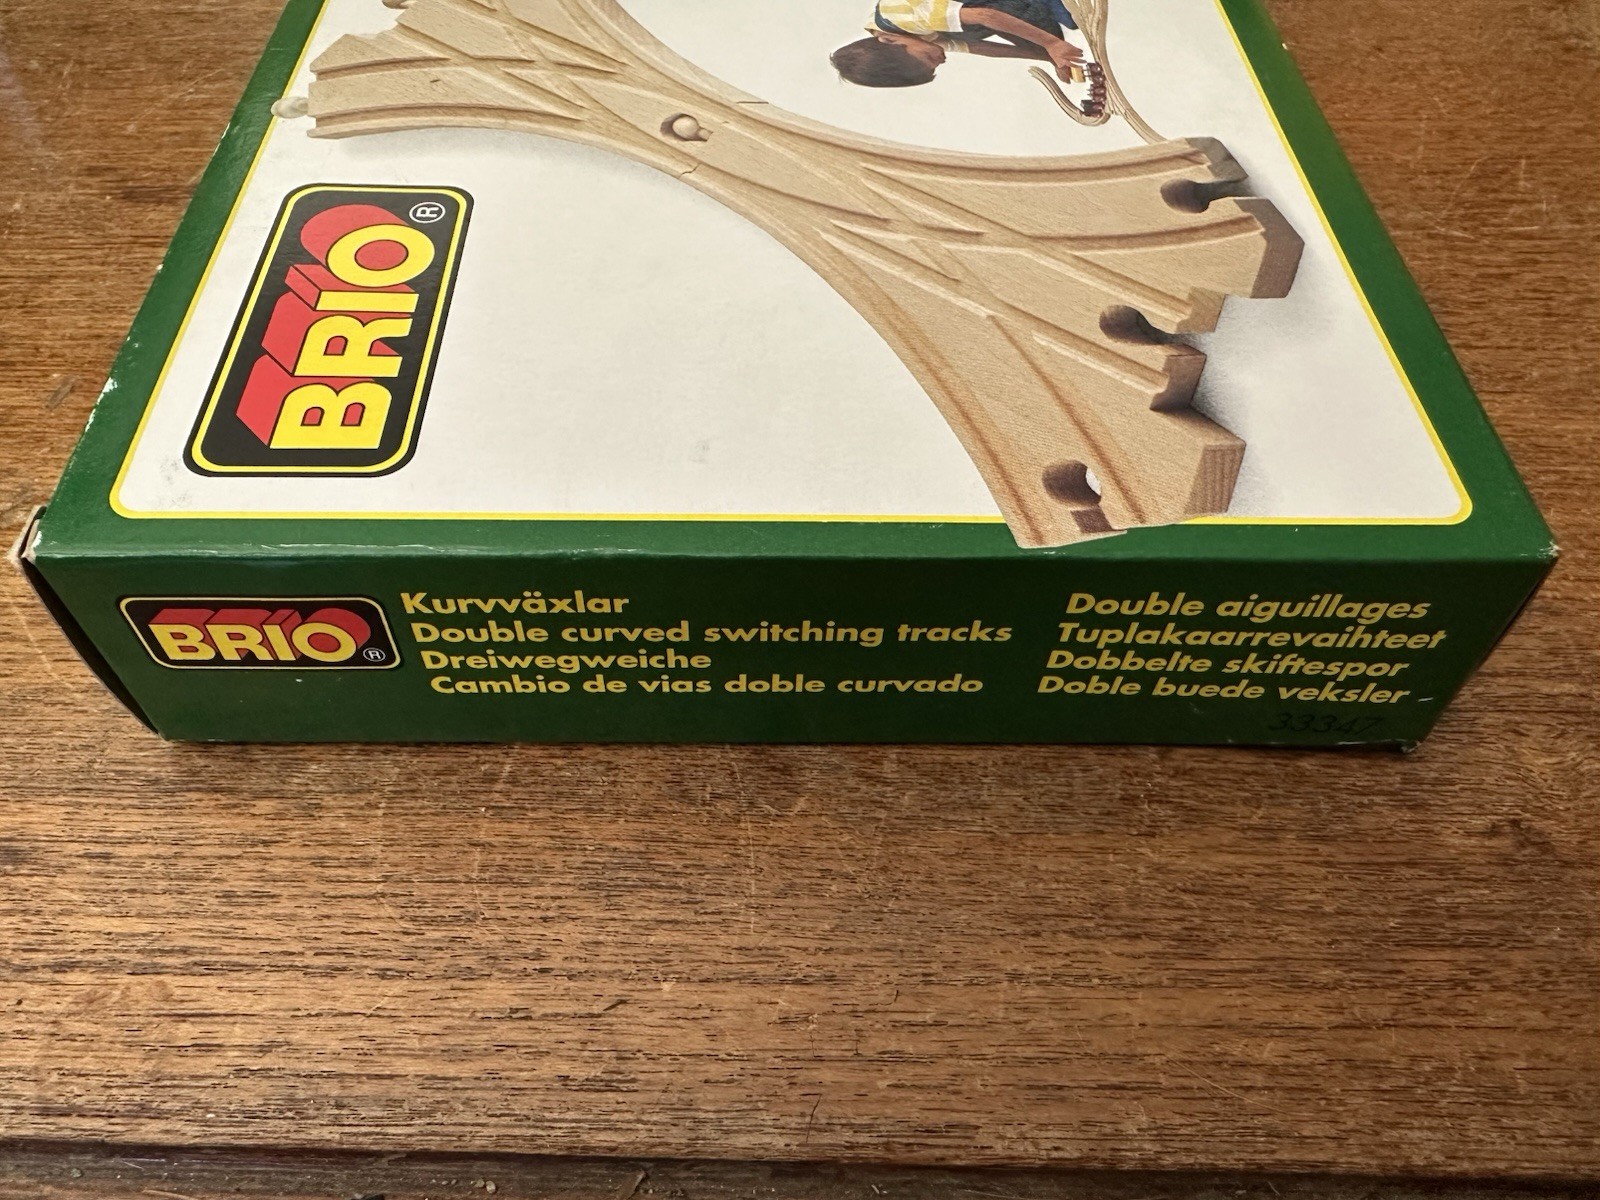 BRIO®
BRIO®
Kurvväxlar
Double curved switching tracks
Dreiwegweiche
Cambio de vias doble curvado
Double aiguillages
Tuplakaarrevaihteet
Dobbelte skiftespor
Doble buede veksler
33347